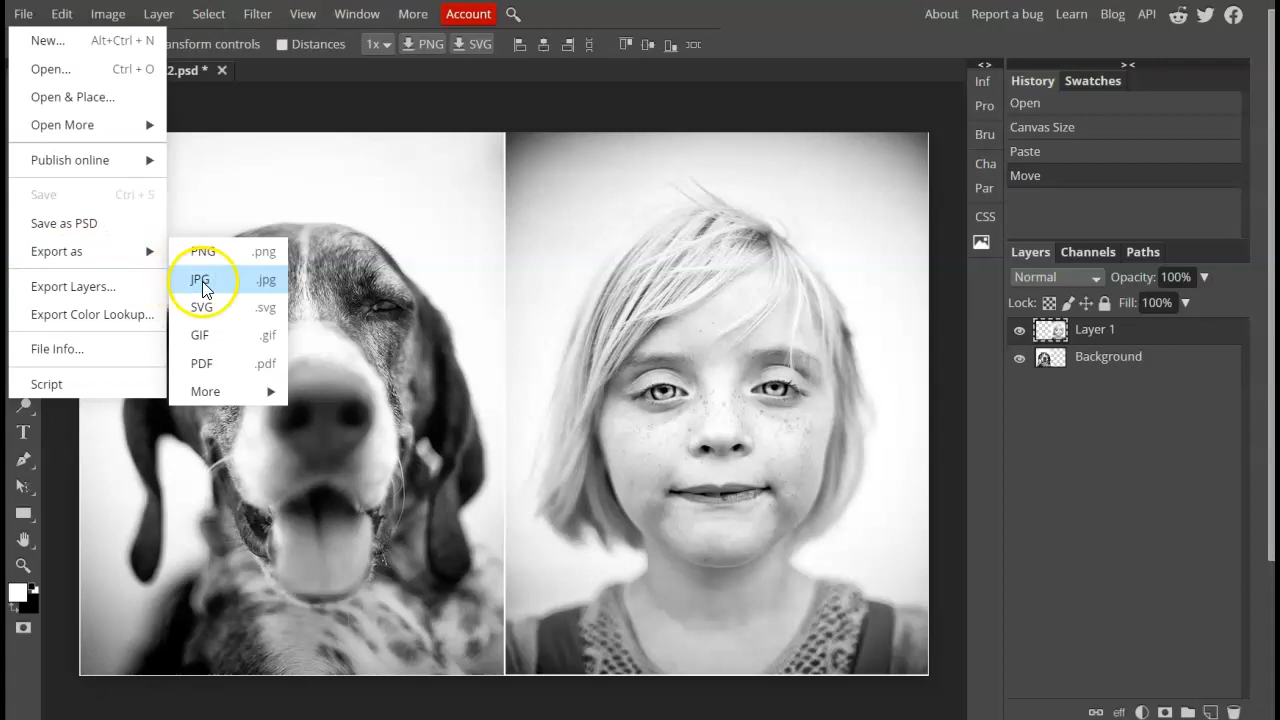 File Edit Image Layer Select Filter View Window More Account About Report a bug Learn Blog API
New... Alt+Ctrl + N
ansform controls Distances 1x PNG SVG
Open... Ctrl + O
2.psd *
Open & Place...
Open More
Publish online
Save Ctrl + S
Save as PSD
Export as
Export Layers...
Export Color Lookup...
File Info...
Script
PNG .png
JPG .jpg
SVG .svg
GIF .gif
PDF .pdf
More
< >
Inf
Pro
Bru
Cha
Par
CSS
> <
History Swatches
Open
Canvas Size
Paste
Move
Layers Channels Paths
Normal Opacity: 100%
Lock: Fill: 100%
Layer 1
Background
T
eff